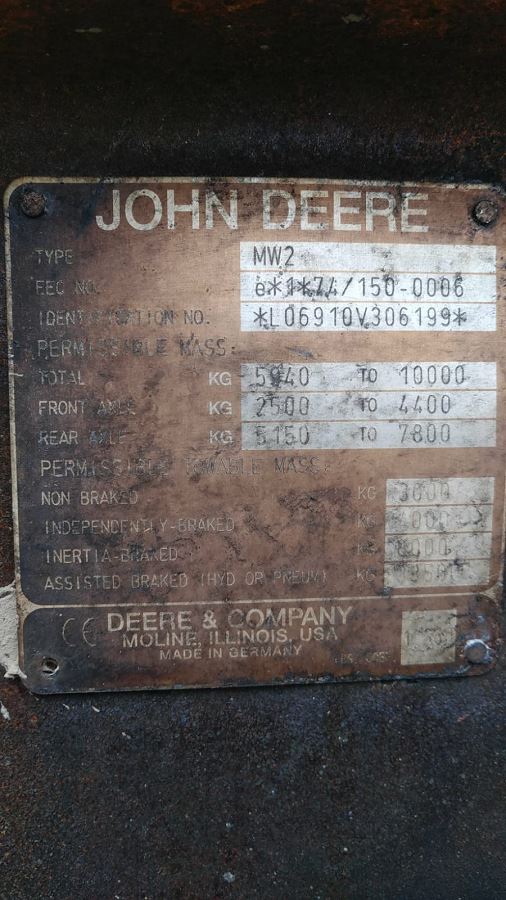 JOHN DEERE
TYPE MW2
EEC NO. e*1*74/150-0006
IDENTIFICATION NO. *L06910V306199*
PERMISSABLE MASS:
TOTAL KG 5940 TO 10000
FRONT AXLE KG 2500 TO 4400
REAR AXLE KG 5150 TO 7800
PERMISSIBLE TOWABLE MASS:
NON BRAKED KG 3000
INDEPENDENTLY-BRAKED KG
INERTIA-BRAKED KG
ASSISTED BRAKED (HYD OR PNEUM) KG
CE DEERE & COMPANY
MOLINE, ILLINOIS, USA
MADE IN GERMANY